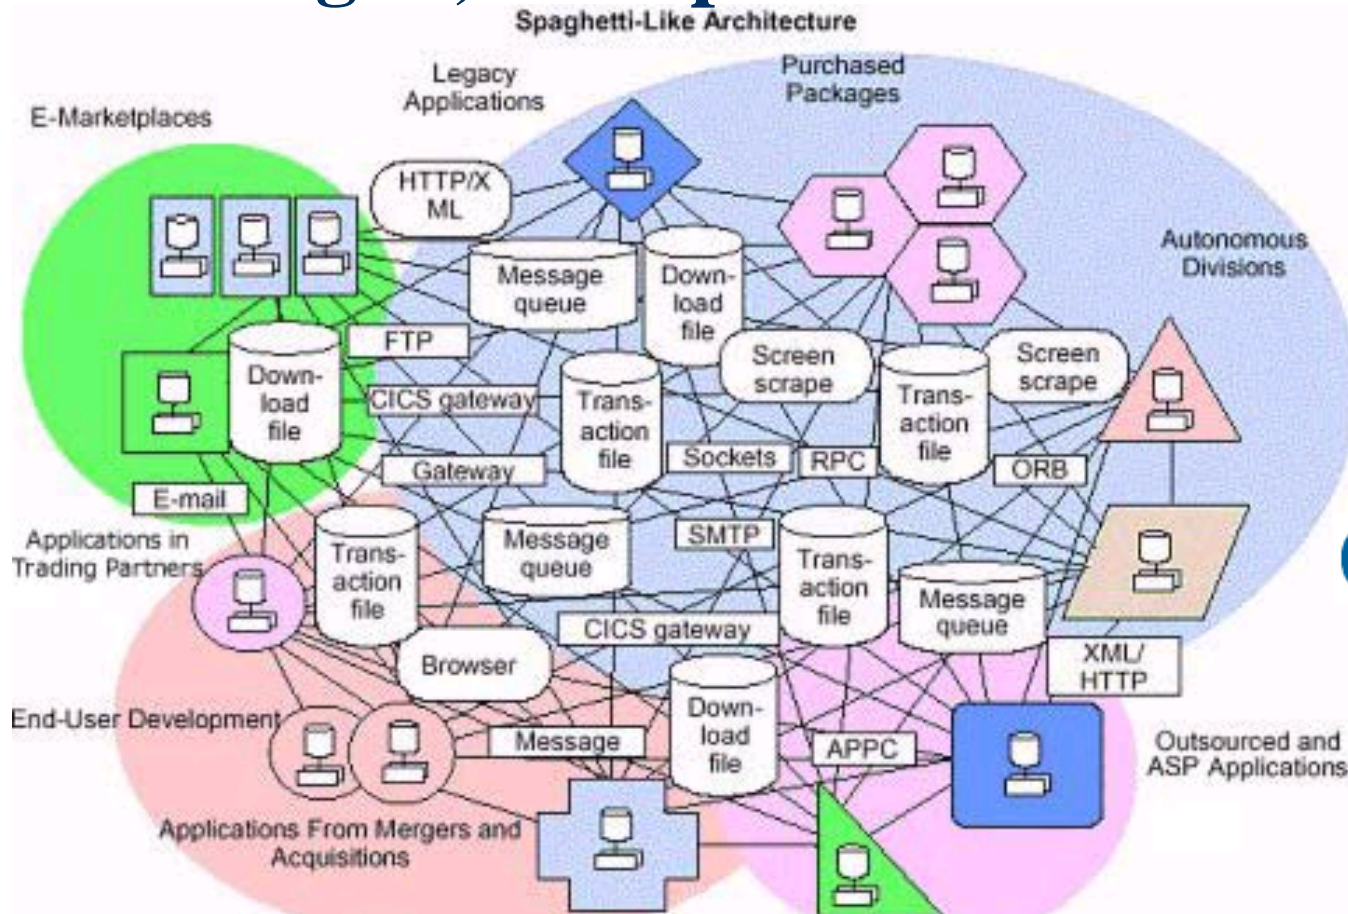 Spaghetti-Like Architecture
Legacy
Applications
Purchased
Packages
E-Marketplaces
HTTP/X
ML
Autonomous
Divisions
Message
queue
Down-
load
file
FTP
Screen
scrape
Screen
scrape
Down-
load
file
CICS gateway
Trans-
action
file
Trans-
action
file
Gateway
Sockets
RPC
ORB
E-mail
Applications in
Trading Partners
Trans-
action
file
Message
queue
SMTP
Trans-
action
file
Message
queue
CICS gateway
Browser
XML/
HTTP
End-User Development
Message
Down-
load
file
APPC
Outsourced and
ASP Applications
Applications From Mergers and
Acquisitions